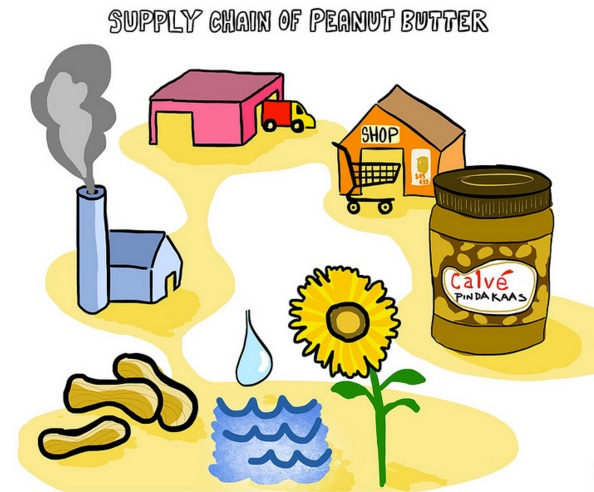 SUPPLY CHAIN OF PEANUT BUTTER
SHOP
Calvé
PINDAKAAS